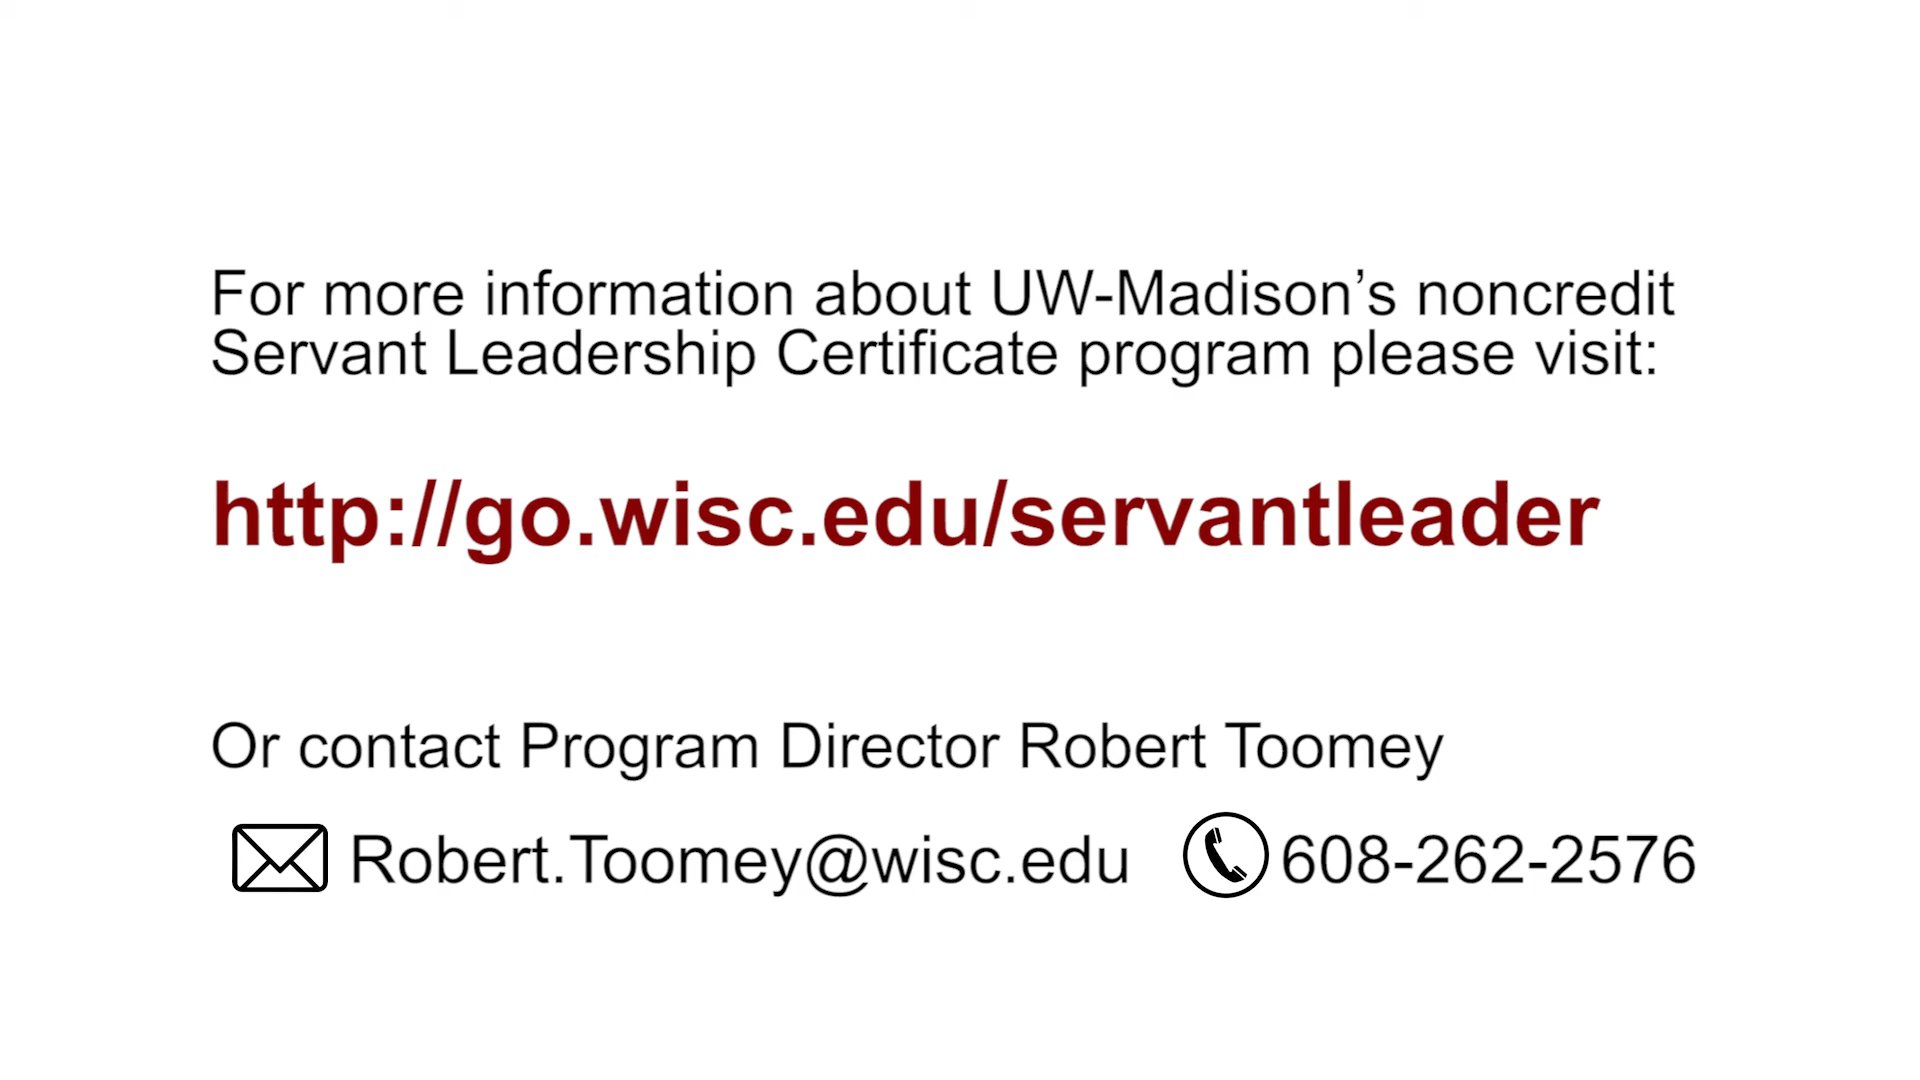 For more information about UW-Madison’s noncredit
Servant Leadership Certificate program please visit:
http://go.wisc.edu/servantleader
Or contact Program Director Robert Toomey
Robert.Toomey@wisc.edu 608-262-2576